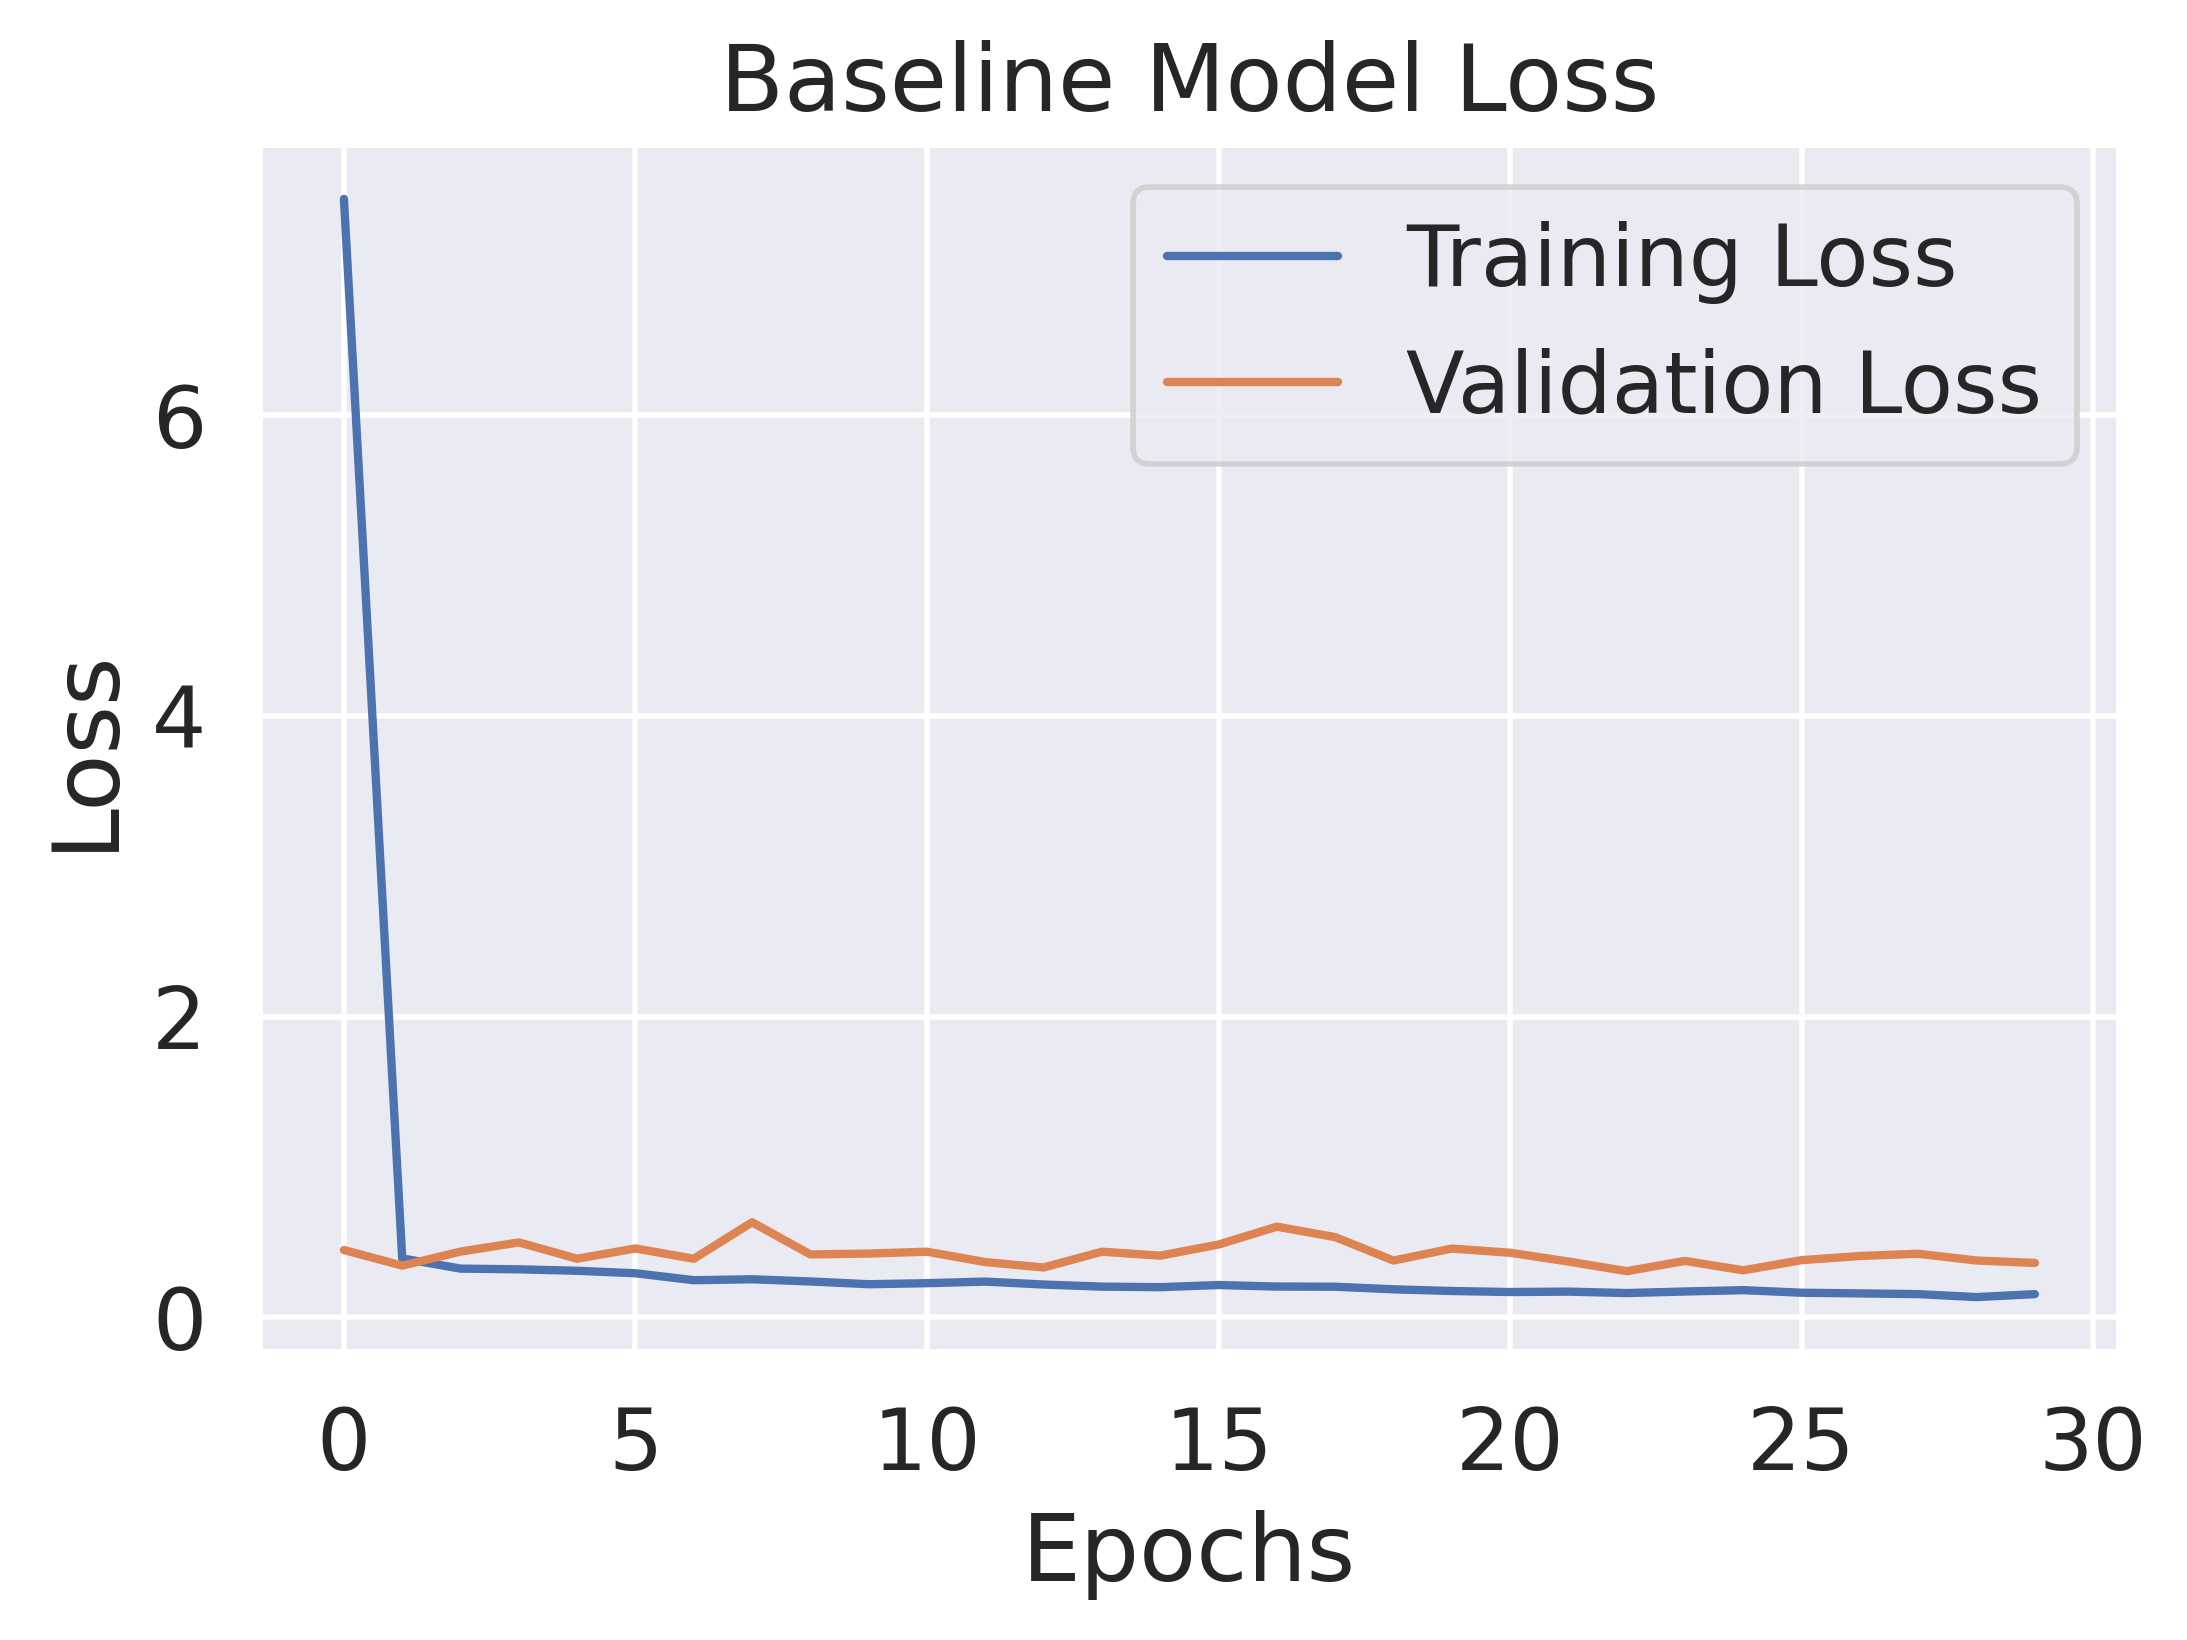 Baseline Model Loss
Training Loss
Validation Loss
Loss
6
4
2
0
0 5 10 15 20 25 30
Epochs